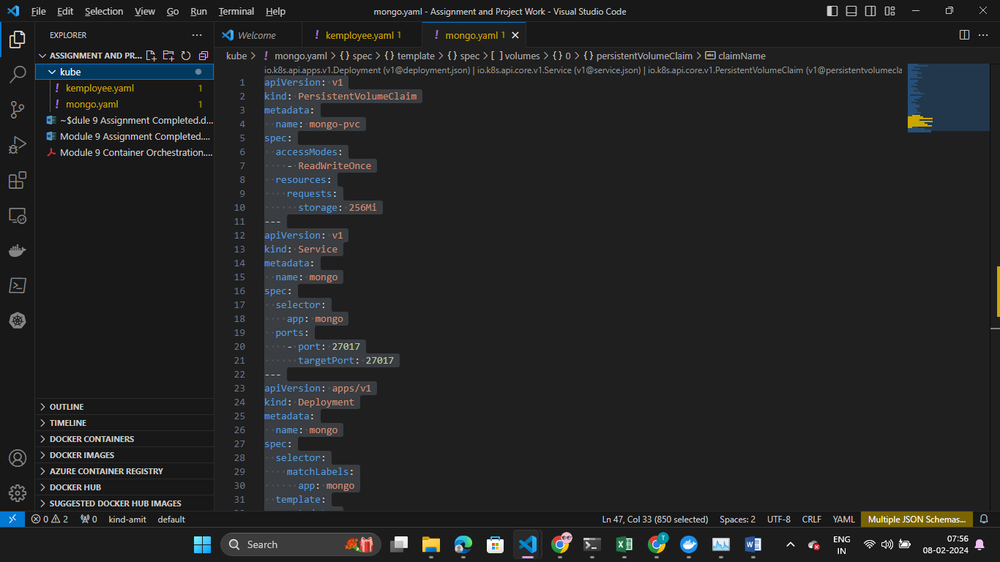 File Edit Selection View Go Run Terminal Help
mongo.yaml - Assignment and Project Work - Visual Studio Code
EXPLORER
ASSIGNMENT AND PR...
kube
kempoyee.yaml 1
mongo.yaml 1
~$dule 9 Assignment Completed.d...
Module 9 Assignment Completed....
Module 9 Container Orchestration....
OUTLINE
TIMELINE
DOCKER CONTAINERS
DOCKER IMAGES
AZURE CONTAINER REGISTRY
DOCKER HUB
SUGGESTED DOCKER HUB IMAGES
Welcome
kemployee.yaml 1
mongo.yaml 1
kube > mongo.yaml > {} spec > {} template > {} spec > [ ] volumes > {} 0 > {} persistentVolumeClaim > claimName
io.k8s.api.apps.v1.Deployment (v1@deployment.json) | io.k8s.api.core.v1.Service (v1@service.json) | io.k8s.api.core.v1.PersistentVolumeClaim (v1@persistentvolumecla
1 apiVersion: v1
2 kind: PersistentVolumeClaim
3 metadata:
4 name: mongo-pvc
5 spec:
6 accessModes:
7 - ReadWriteOnce
8 resources:
9 requests:
10 storage: 256Mi
11 ---
12 apiVersion: v1
13 kind: Service
14 metadata:
15 name: mongo
16 spec:
17 selector:
18 app: mongo
19 ports:
20 - port: 27017
21 targetPort: 27017
22 ---
23 apiVersion: apps/v1
24 kind: Deployment
25 metadata:
26 name: mongo
27 spec:
28 selector:
29 matchLabels:
30 app: mongo
31 template:
0 2 0 kind-amit default
Ln 47, Col 33 (850 selected) Spaces: 2 UTF-8 CRLF YAML Multiple JSON Schemas...
Search
ENG
IN
07:56
08-02-2024